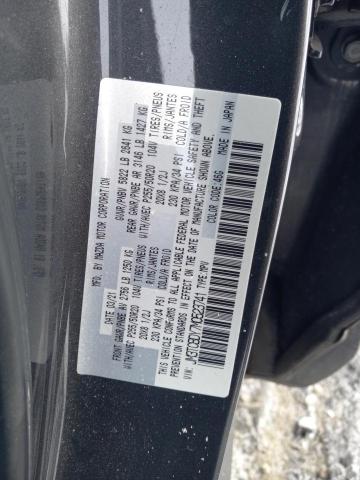 MFD. BY MAZDA MOTOR CORPORATION
03/21 GVWR/PNBV 5822 LB 2641 KG
FRONT GAWR/PNBE AV 2756 LB 1250 KG REAR GAWR/PNBE AR 3146 LB 1427 KG
WITH/AVEC P255/50R20 104V TIRES/PNEUS WITH/AVEC P255/50R20 104V TIRES/PNEUS
20X8 1/2J RIMS/JANTES 20X8 1/2J RIMS/JANTES
230 KPA/34 PSI COLD/A FROID 230 KPA/34 PSI COLD/A FROID
THIS VEHICLE CONFORMS TO ALL APPLICABLE FEDERAL MOTOR VEHICLE SAFETY AND THEFT
PREVENTION STANDARDS IN EFFECT ON THE DATE OF MANUFACTURE SHOWN ABOVE.
VIN: TYPE:MPV COLOR CODE: MADE IN JAPAN